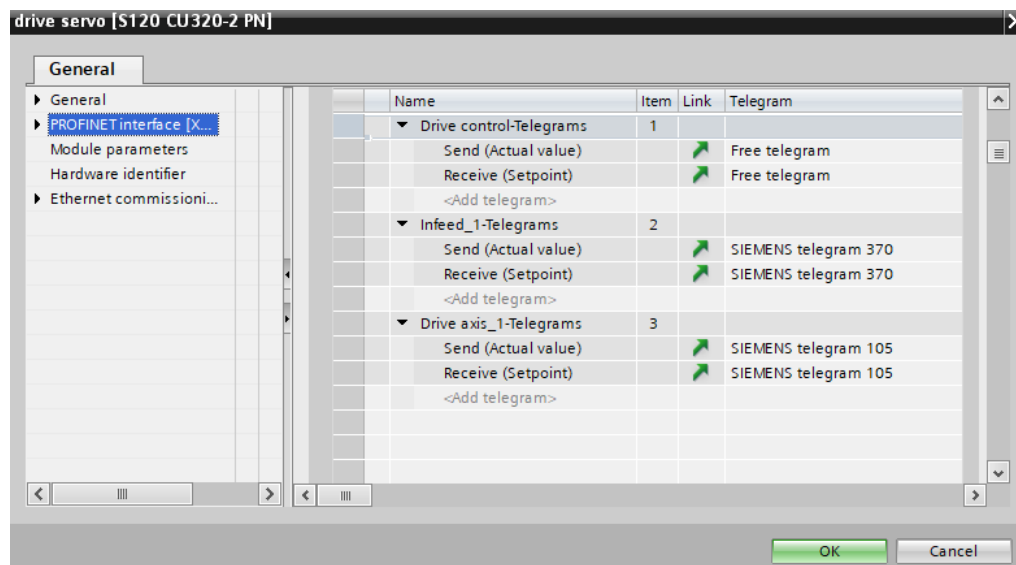 drive servo [S120 CU320-2 PN]
General
General
PROFINET interface [X...
Module parameters
Hardware identifier
Ethernet commissioni...
Name Item Link Telegram
Drive control-Telegrams 1
Send (Actual value) Free telegram
Receive (Setpoint) Free telegram
<Add telegram>
Infeed_1-Telegrams 2
Send (Actual value) SIEMENS telegram 370
Receive (Setpoint) SIEMENS telegram 370
<Add telegram>
Drive axis_1-Telegrams 3
Send (Actual value) SIEMENS telegram 105
Receive (Setpoint) SIEMENS telegram 105
<Add telegram>
OK Cancel